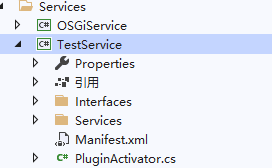 Services
C# OSGiService
C# TestService
Properties
引用
Interfaces
Services
Manifest.xml
C# PluginActivator.cs